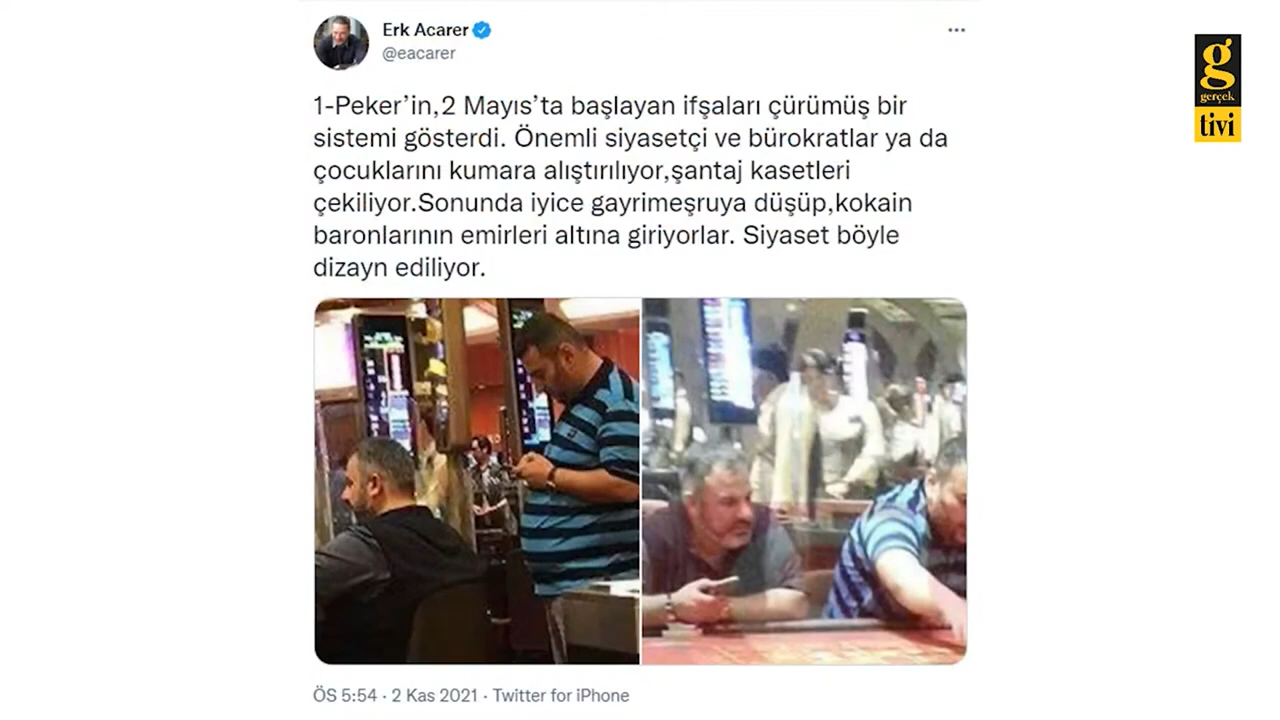 Erk Acarer
@eacarer
g
gerçek
tivi
1-Peker’in,2 Mayıs’ta başlayan ifşaları çürümüş bir
sistemi gösterdi. Önemli siyasetçi ve bürokratlar ya da
çocuklarını kumara alıştırılıyor,şantaj kasetleri
çekiliyor.Sonunda iyice gayrimeşruya düşüp,kokain
baronlarının emirleri altına giriyorlar. Siyaset böyle
dizayn ediliyor.
ÖS 5:54 · 2 Kas 2021 · Twitter for iPhone